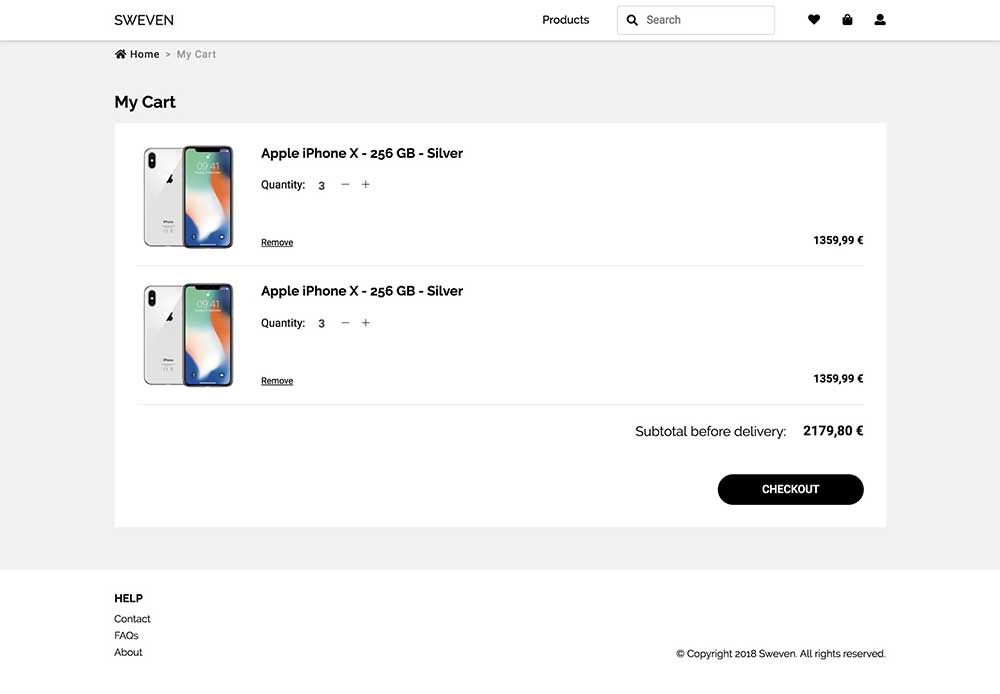 SWEVEN Products Search
Home > My Cart
My Cart
Apple iPhone X - 256 GB - Silver
Quantity: 3 − +
09:41
iPhone
Remove 1359,99 €
Apple iPhone X - 256 GB - Silver
Quantity: 3 − +
09:41
iPhone
Remove 1359,99 €
Subtotal before delivery: 2179,80 €
CHECKOUT
HELP
Contact
FAQs
About
© Copyright 2018 Sweven. All rights reserved.